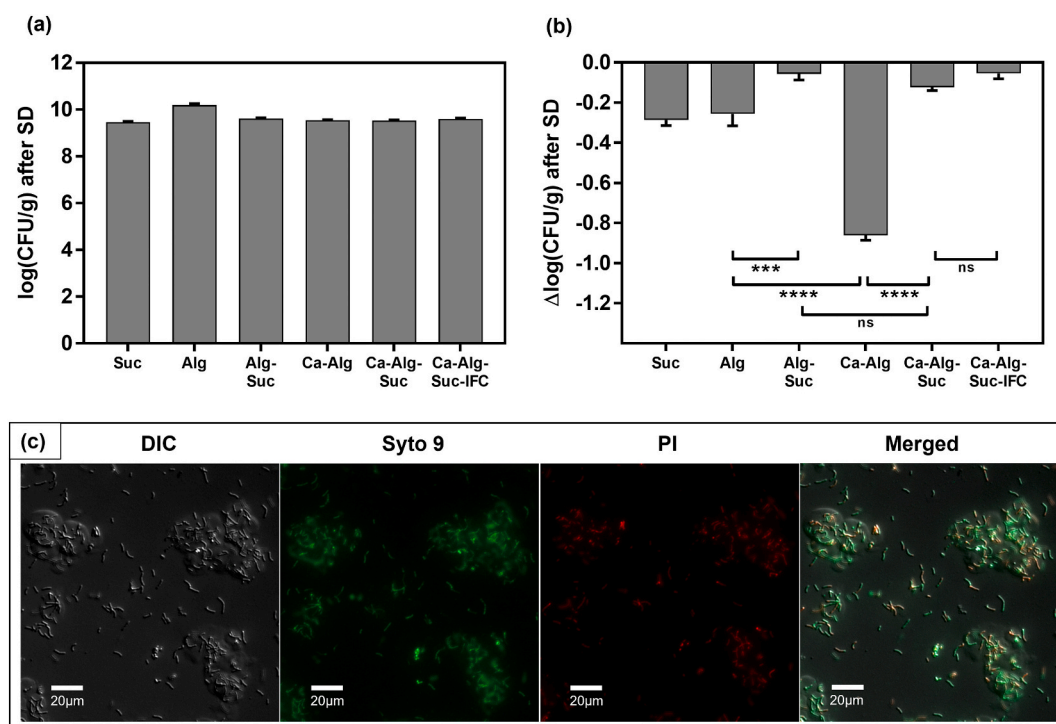 (a)
log(CFU/g) after SD
12
10
8
6
4
2
0
Suc
Alg
Alg-
Suc
Ca-Alg
Ca-Alg-
Suc
Ca-Alg-
Suc-IFC
(b)
Δlog(CFU/g) after SD
0.0
-0.2
-0.4
-0.6
-0.8
-1.0
-1.2
***
ns
****
****
ns
Suc
Alg
Alg-
Suc
Ca-Alg
Ca-Alg-
Suc
Ca-Alg-
Suc-IFC
(c)
DIC
Syto 9
PI
Merged
20µm
20µm
20µm
20µm